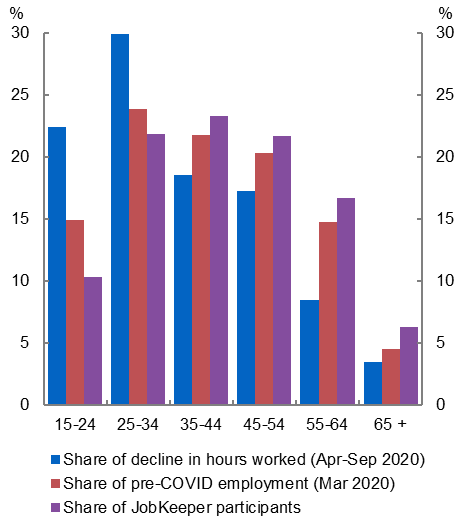 % %
30 30
25 25
20 20
15 15
10 10
5 5
0 0
15-24 25-34 35-44 45-54 55-64 65 +
Share of decline in hours worked (Apr-Sep 2020)
Share of pre-COVID employment (Mar 2020)
Share of JobKeeper participants